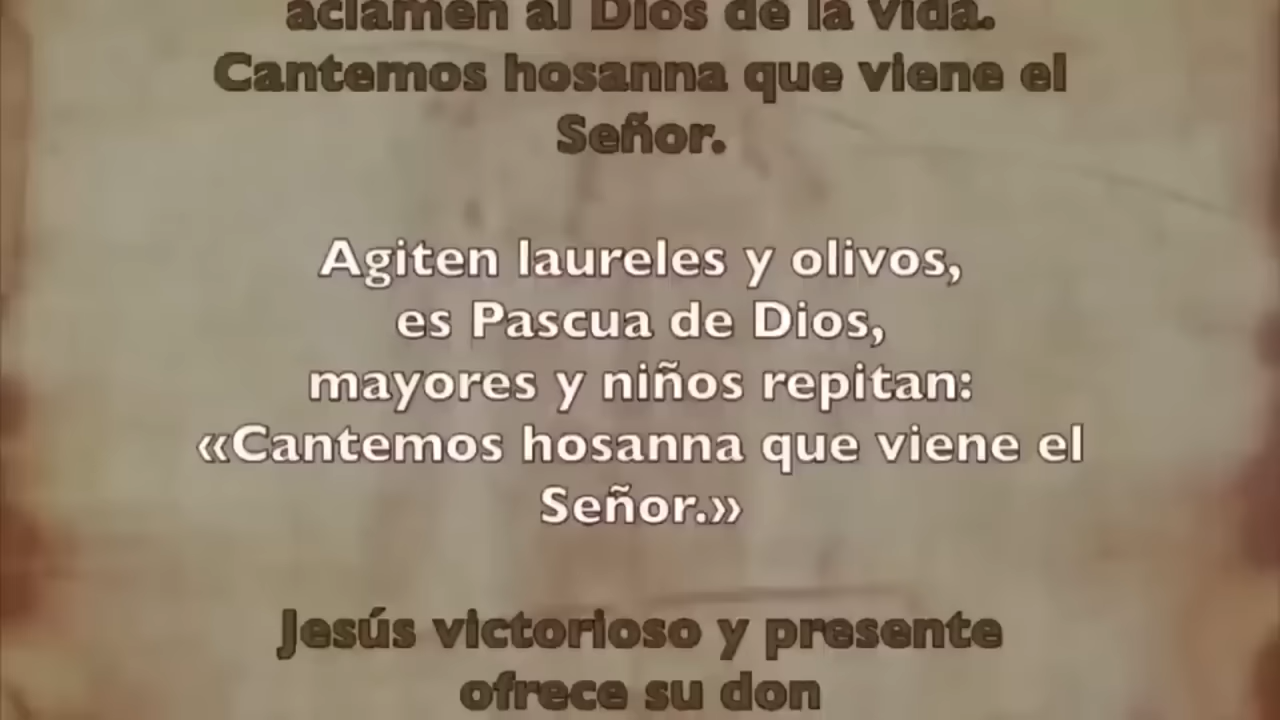 aclamen al Dios de la vida.
Cantemos hosanna que viene el
Señor.
Agiten laureles y olivos,
es Pascua de Dios,
mayores y niños repitan:
«Cantemos hosanna que viene el
Señor.»
Jesús victorioso y presente
ofrece su don